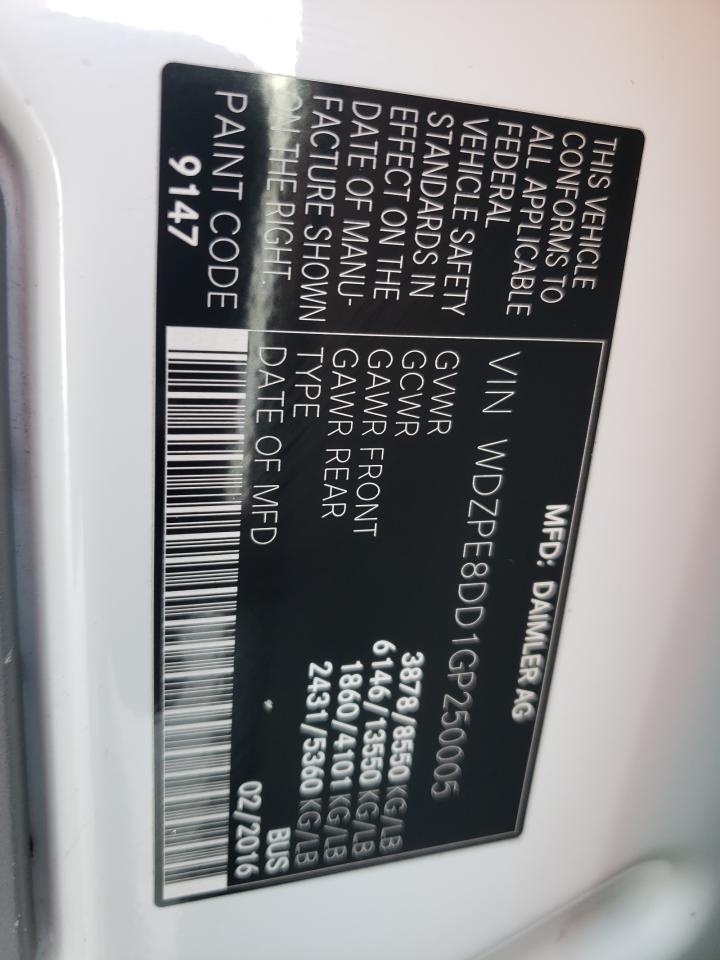 MFD: DAIMLER AG
VIN WDZPE8DD1GP250005
GVWR 3878/8550 KG/LB
GCWR 6146/13550 KG/LB
GAWR FRONT 1860/4101 KG/LB
GAWR REAR 2431/5360 KG/LB
TYPE BUS
DATE OF MFD 02/2016
THIS VEHICLE
CONFORMS TO
ALL APPLICABLE
FEDERAL
VEHICLE SAFETY
STANDARDS IN
EFFECT ON THE
DATE OF MANU-
FACTURE SHOWN
ON THE RIGHT
PAINT CODE
9147